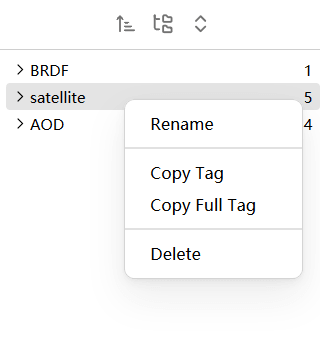 BRDF 1
satellite 5
AOD 4
Rename
Copy Tag
Copy Full Tag
Delete